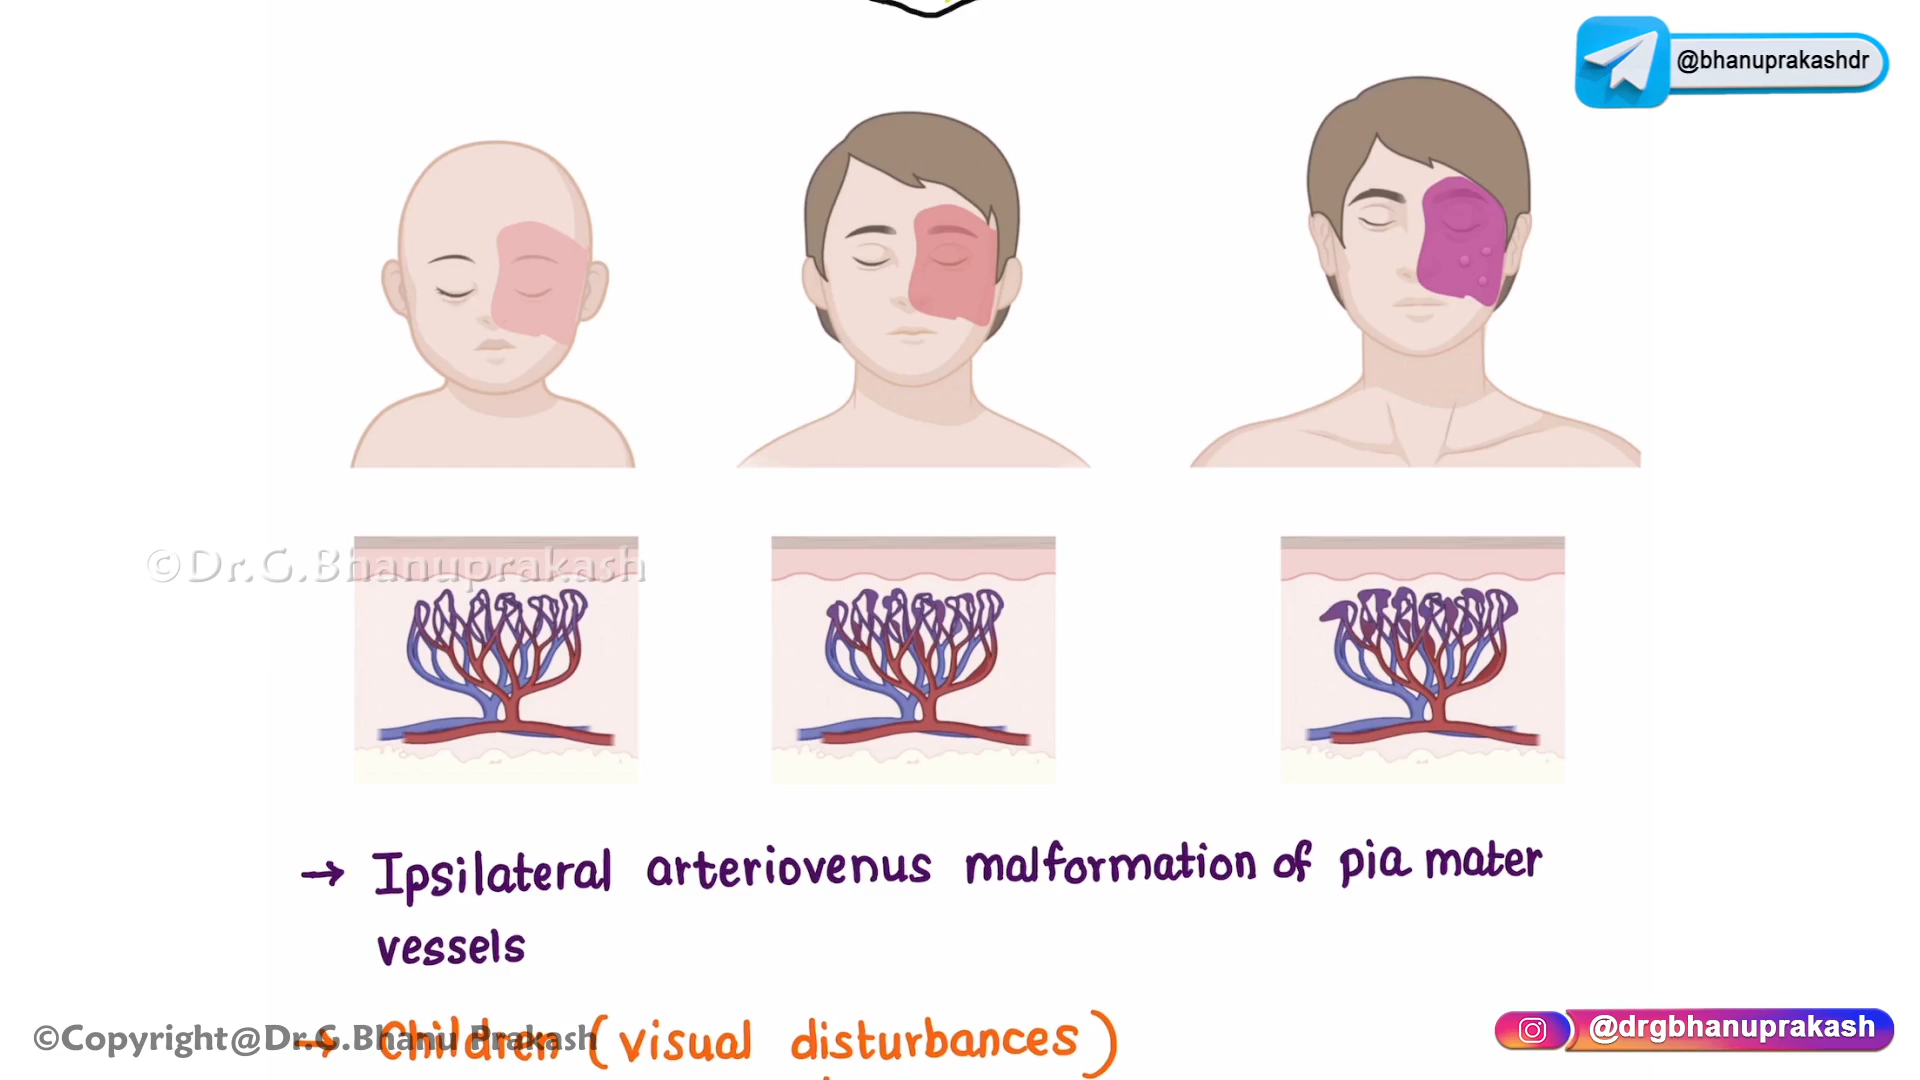 @bhanuprakashdr
©Dr.G.Bhanuprakash
→ Ipsilateral arteriovenus malformation of pia mater
vessels
→ Children (visual disturbances)
©Copyright@Dr.G.Bhanu Prakash
@drgbhanuprakash